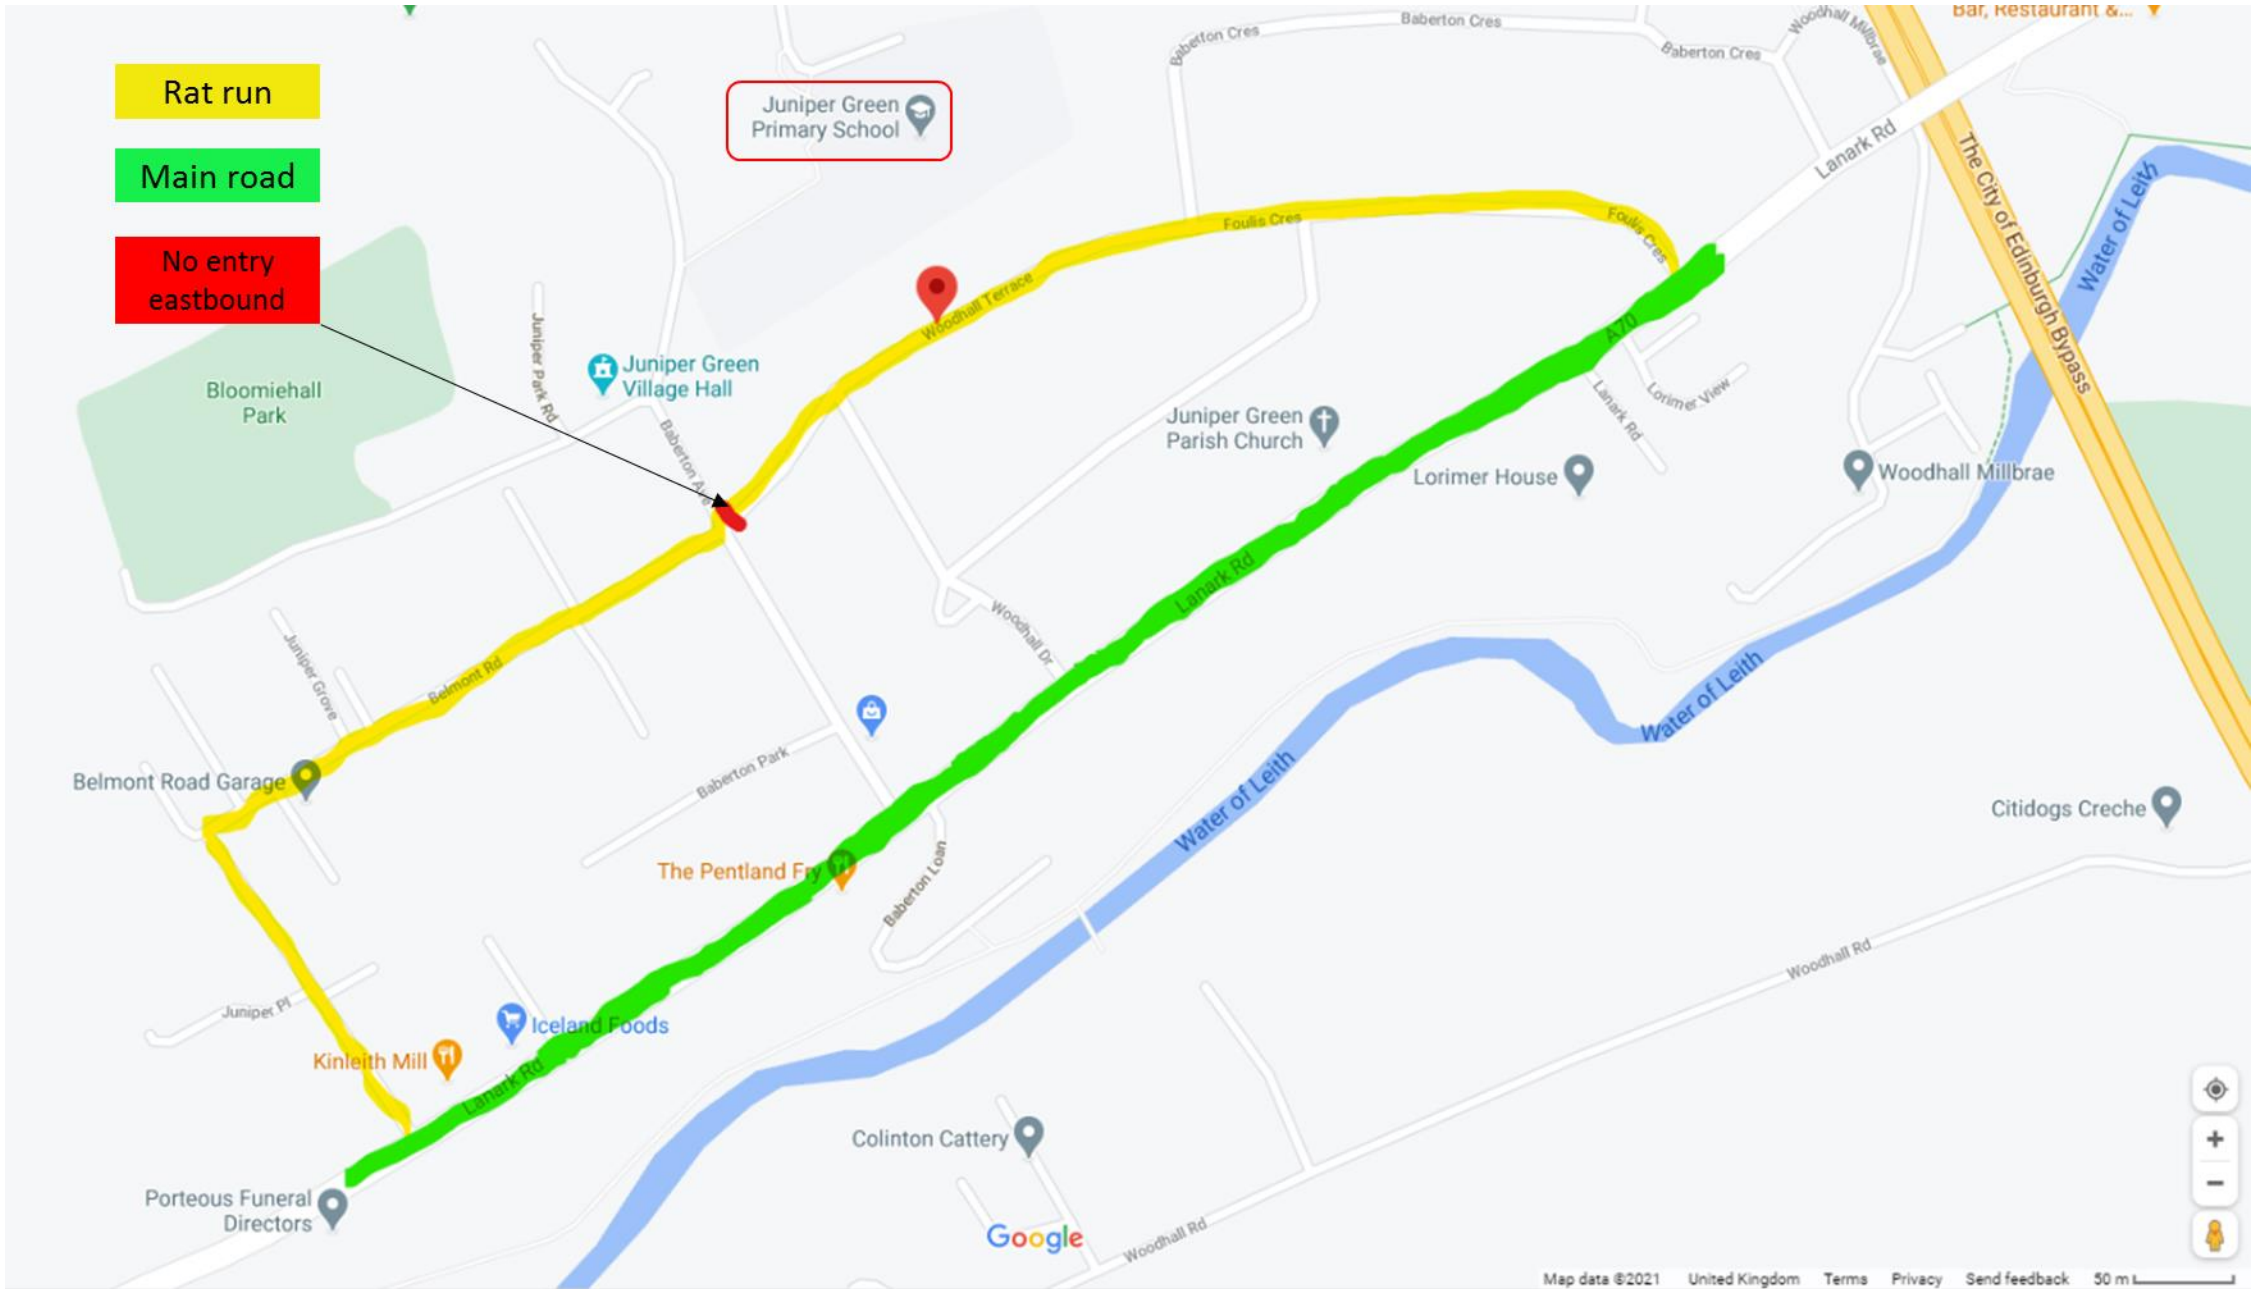 Rat run
Main road
No entry
eastbound
Bar, Restaurant &...
Baberton Cres
Baberton Cres
Baberton Cres
Woodhall Millbrae
Juniper Green
Primary School
Lanark Rd
The City of Edinburgh Bypass
Water of Leith
Foulis Cres
Foulis Cres
Woodhall Terrace
A70
Juniper Park Rd
Juniper Green
Village Hall
Bloomiehall
Park
Baberton Ave
Juniper Green
Parish Church
Lorimer View
Lanark Rd
Lorimer House
Woodhall Millbrae
Lanark Rd
Woodhall Dr
Juniper Grove
Belmont Rd
Water of Leith
Belmont Road Garage
Baberton Park
Water of Leith
Citidogs Creche
The Pentland Fry
Baberton Loan
Woodhall Rd
Juniper Pl
Iceland Foods
Kinleith Mill
Lanark Rd
Colinton Cattery
Porteous Funeral
Directors
Woodhall Rd
Google
Map data ©2021 United Kingdom Terms Privacy Send feedback 50 m